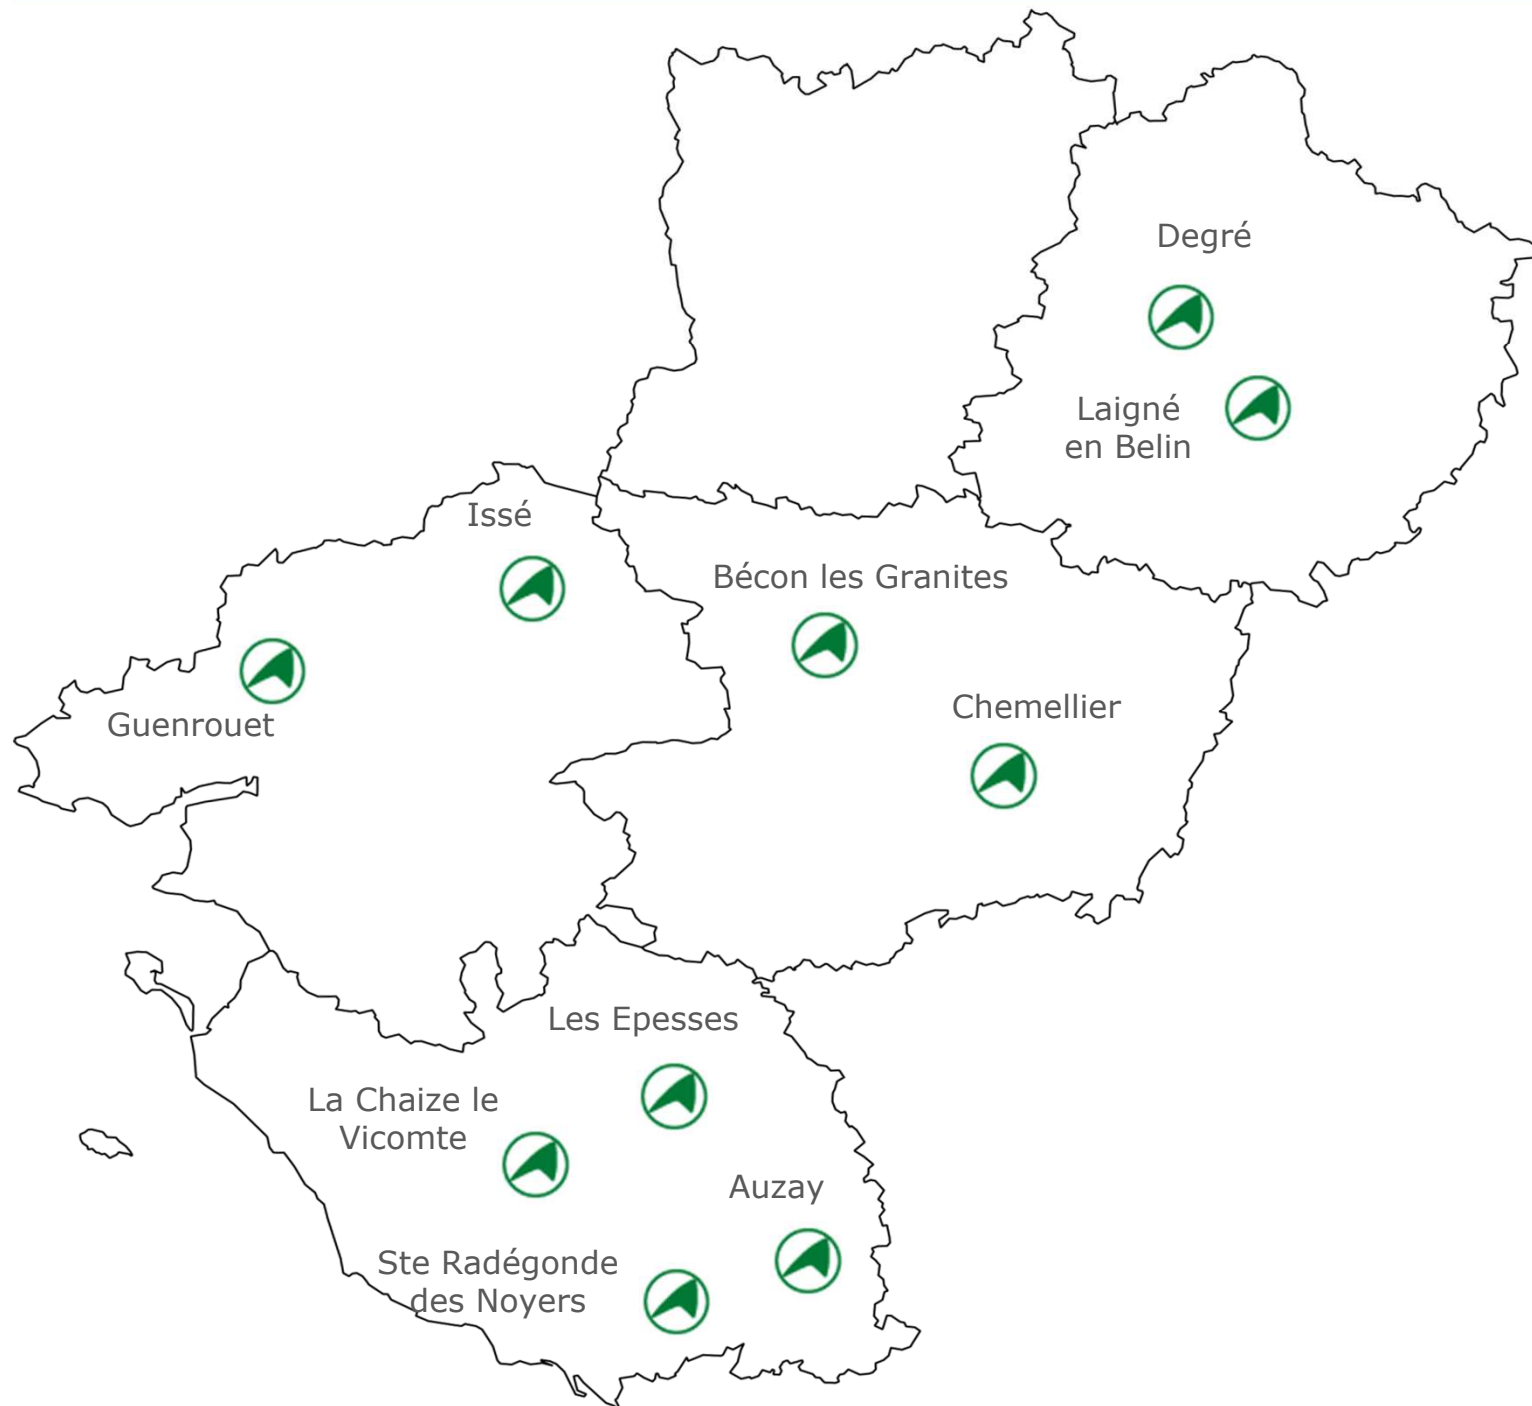 Degré
Laigné
en Belin
Issé
Bécon les Granites
Chemellier
Guenrouet
Les Epesses
La Chaize le
Vicomte
Auzay
Ste Radégonde
des Noyers